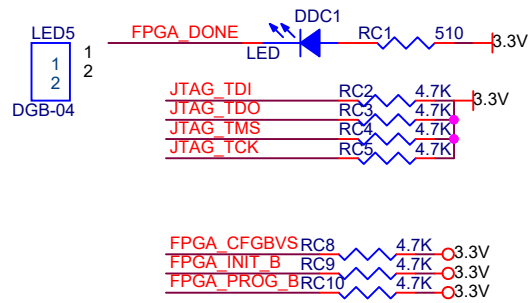 LED5
1
2
1
2
DGB-04
FPGA_DONE
LED
DDC1
RC1
510
3.3V
JTAG_TDI
RC2
4.7K
3.3V
JTAG_TDO
RC3
4.7K
JTAG_TMS
RC4
4.7K
JTAG_TCK
RC5
4.7K
FPGA_CFGBVS
RC8
4.7K
3.3V
FPGA_INIT_B
RC9
4.7K
3.3V
FPGA_PROG_B
RC10
4.7K
3.3V